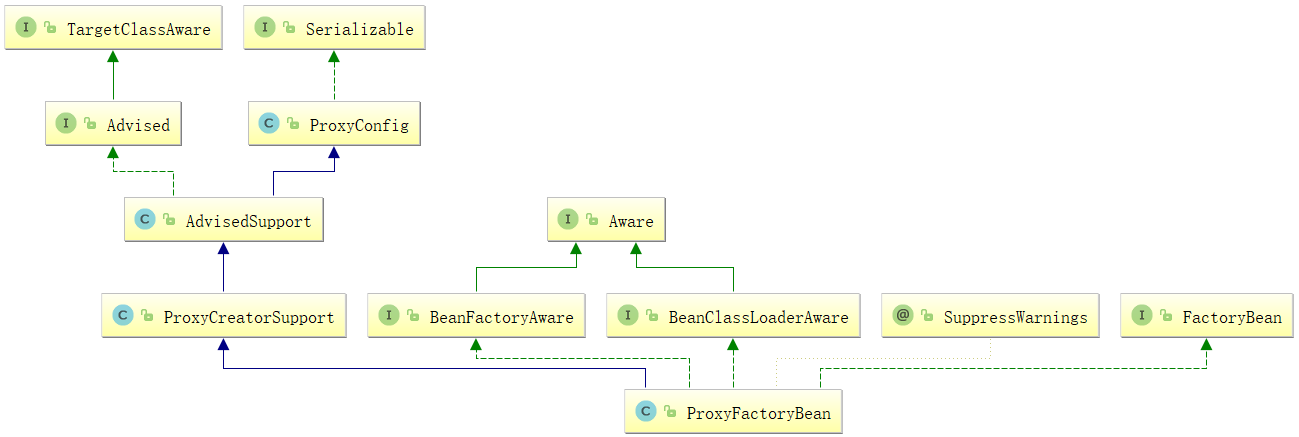 I TargetClassAware
I Serializable
I Advised
C ProxyConfig
C AdvisedSupport
I Aware
C ProxyCreatorSupport
I BeanFactoryAware
I BeanClassLoaderAware
@ SuppressWarnings
I FactoryBean
C ProxyFactoryBean